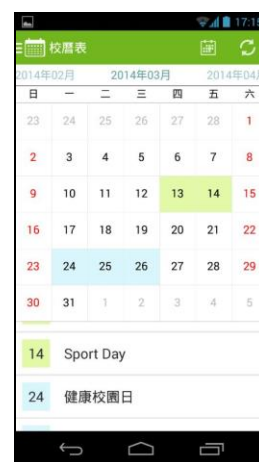 17:15
校曆表
2014年02月 2014年03月 2014年04月
日 一 二 三 四 五 六
23 24 25 26 27 28 1
2 3 4 5 6 7 8
9 10 11 12 13 14 15
16 17 18 19 20 21 22
23 24 25 26 27 28 29
30 31 1 2 3 4 5
14 Sport Day
24 健康校園日